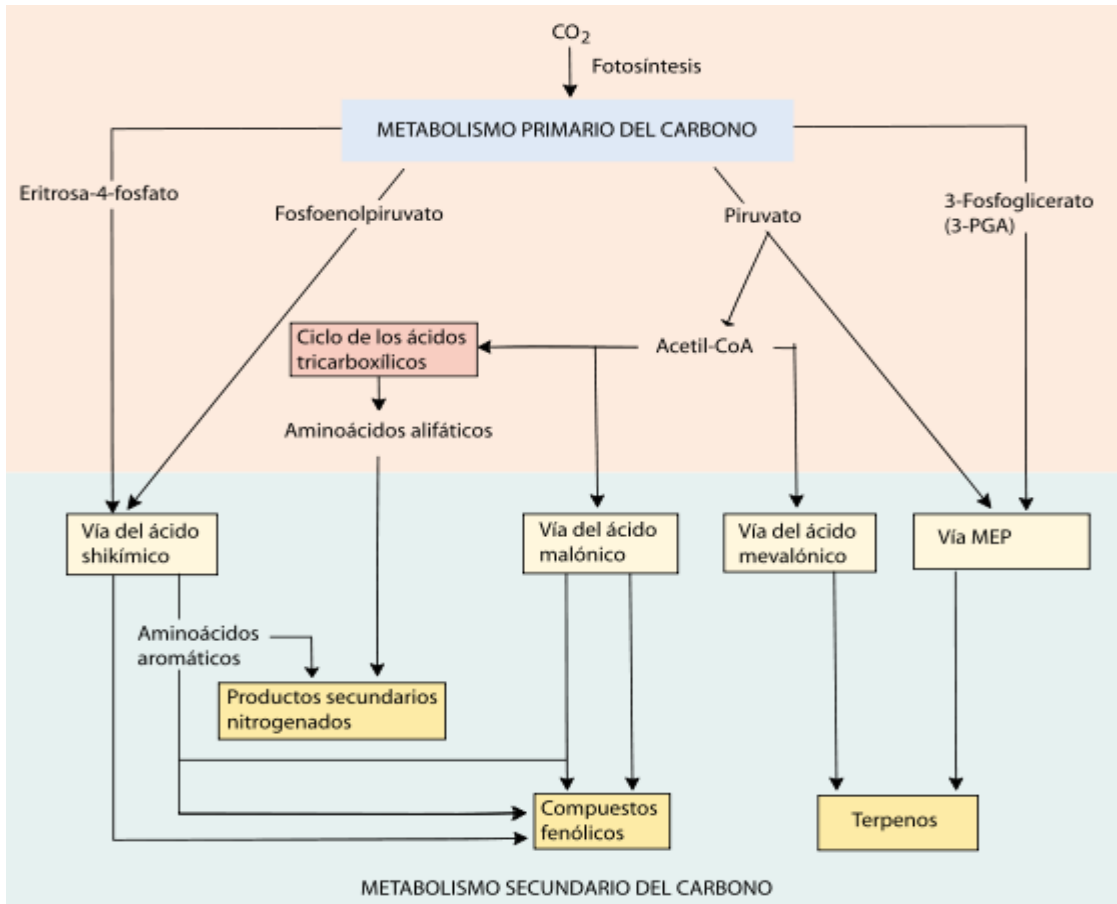 CO₂
Fotosíntesis
METABOLISMO PRIMARIO DEL CARBONO
Eritrosa-4-fosfato
Fosfoenolpiruvato
Piruvato
3-Fosfoglicerato
(3-PGA)
Ciclo de los ácidos
tricarboxílicos
Acetil-CoA
Aminoácidos alifáticos
Vía del ácido
shikímico
Vía del ácido
malónico
Vía del ácido
mevalónico
Vía MEP
Aminoácidos
aromáticos
Productos secundarios
nitrogenados
Compuestos
fenólicos
Terpenos
METABOLISMO SECUNDARIO DEL CARBONO